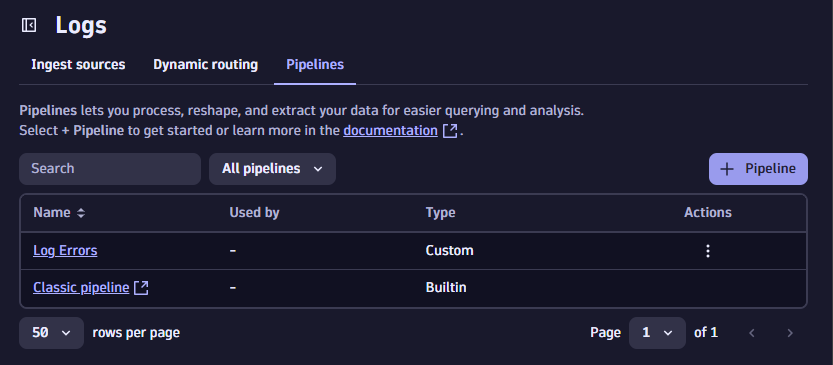 Logs
Ingest sources Dynamic routing Pipelines
Pipelines lets you process, reshape, and extract your data for easier querying and analysis.
Select + Pipeline to get started or learn more in the documentation .
Search All pipelines + Pipeline
Name Used by Type Actions
Log Errors – Custom
Classic pipeline – Builtin
50 rows per page Page 1 of 1